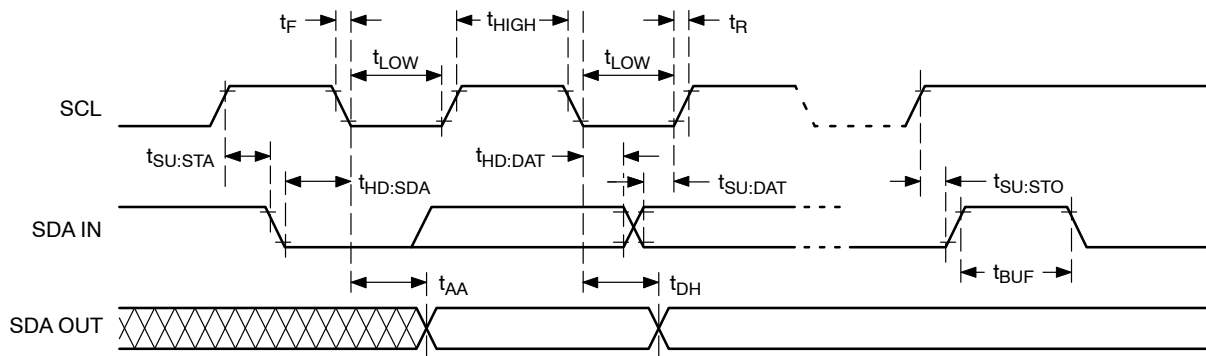 tF
tHIGH
tR
tLOW
tLOW
SCL
tSU:STA
tHD:DAT
tHD:SDA
tSU:DAT
tSU:STO
SDA IN
tAA
tDH
tBUF
SDA OUT